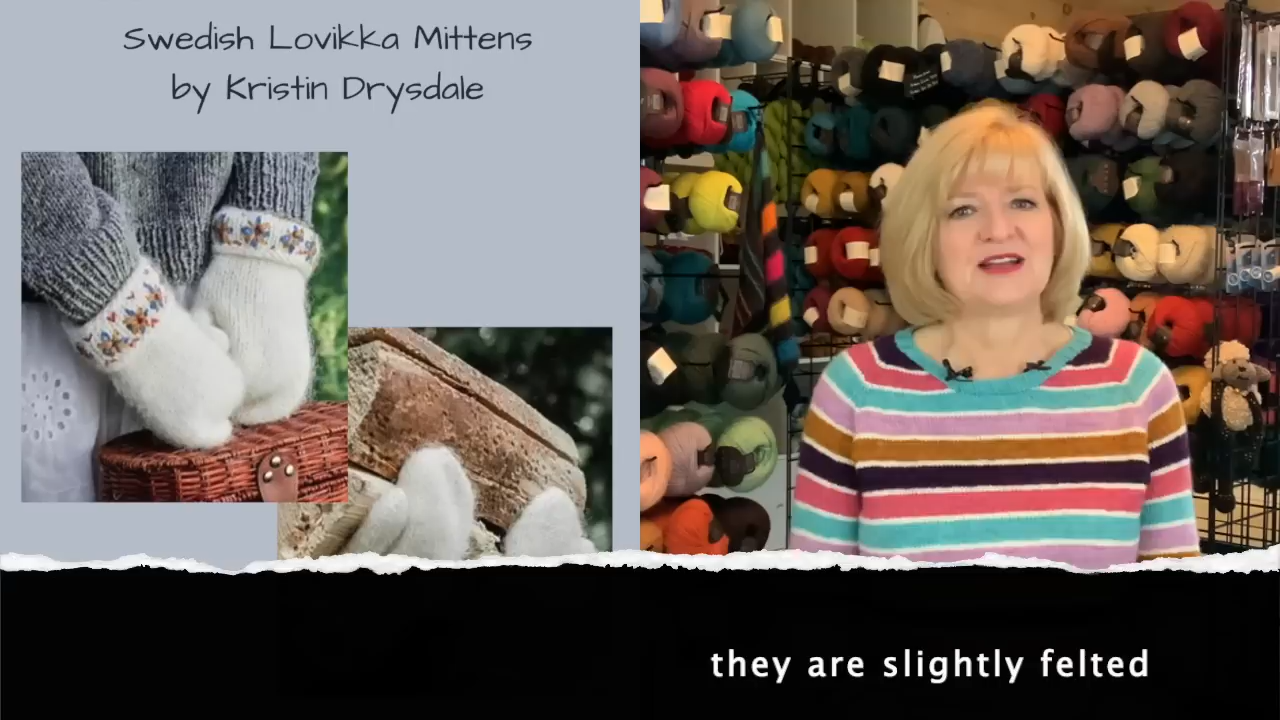 Swedish Lovikka Mittens
by Kristin Drysdale
they are slightly felted